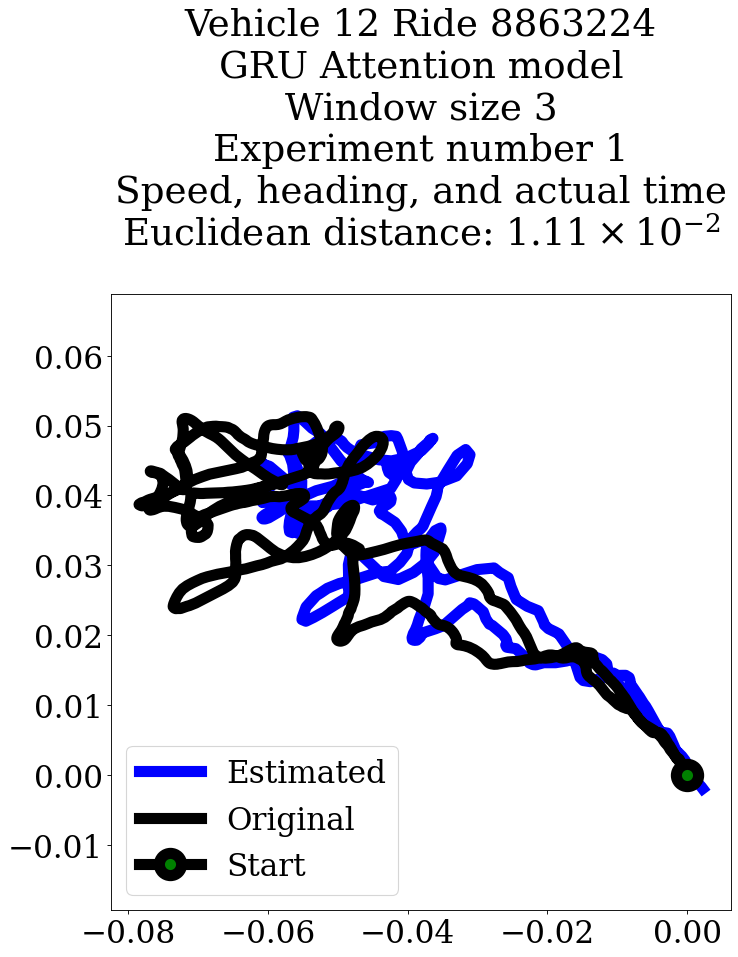 Vehicle 12 Ride 8863224
GRU Attention model
Window size 3
Experiment number 1
Speed, heading, and actual time
Euclidean distance: 1.11 × 10⁻²
0.06
0.05
0.04
0.03
0.02
0.01
0.00
−0.01
Estimated
Original
Start
−0.08
−0.06
−0.04
−0.02
0.00